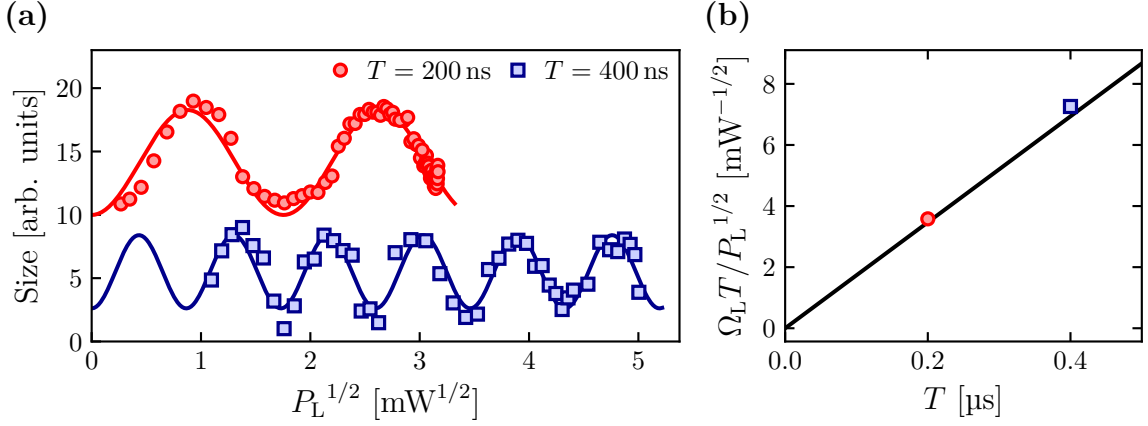 (a)
T = 200 ns
T = 400 ns
Size [arb. units]
20
15
10
5
0
0
1
2
3
4
5
P_L^{1/2} [mW^{1/2}]
(b)
Ω_L T/P_L^{1/2} [mW^{−1/2}]
8
6
4
2
0
0.0
0.2
0.4
T [µs]